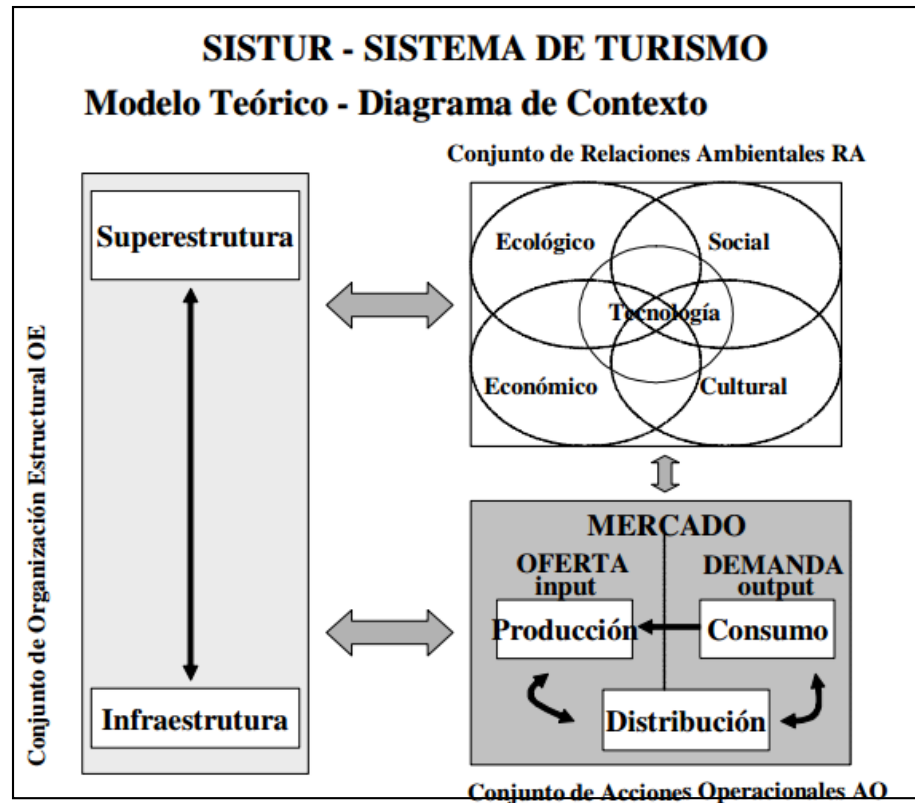 SISTUR - SISTEMA DE TURISMO
Modelo Teórico - Diagrama de Contexto
Conjunto de Relaciones Ambientales RA
Conjunto de Organización Estructural OE
Superestrutura
Infraestrutura
Ecológico
Social
Tecnología
Económico
Cultural
MERCADO
OFERTA
input
DEMANDA
output
Producción
Consumo
Distribución
Conjunto de Acciones Operacionales AO